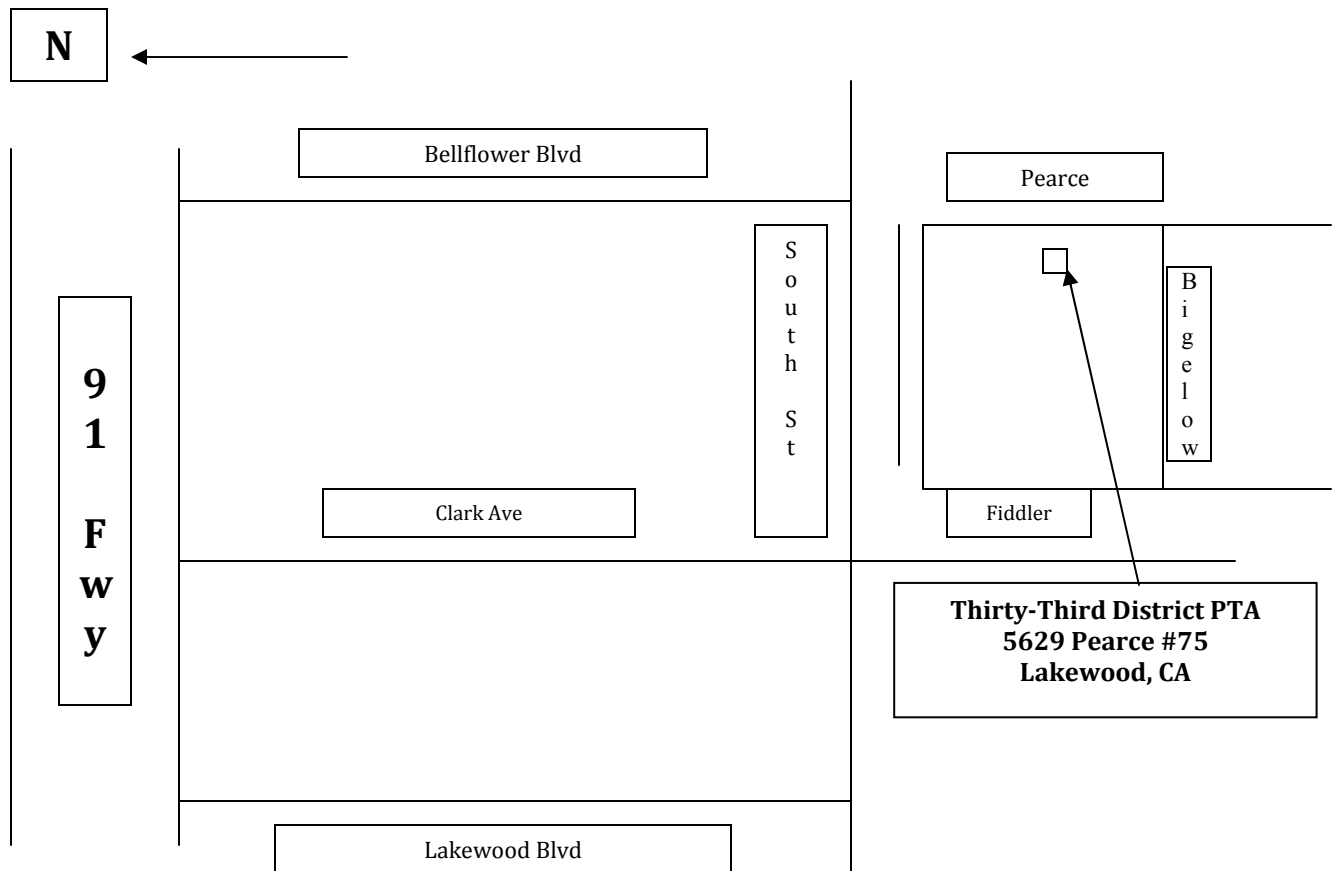 N
Bellflower Blvd
Pearce
South St
Bigelow
91 Fwy
Clark Ave
Fiddler
Thirty-Third District PTA
5629 Pearce #75
Lakewood, CA
Lakewood Blvd